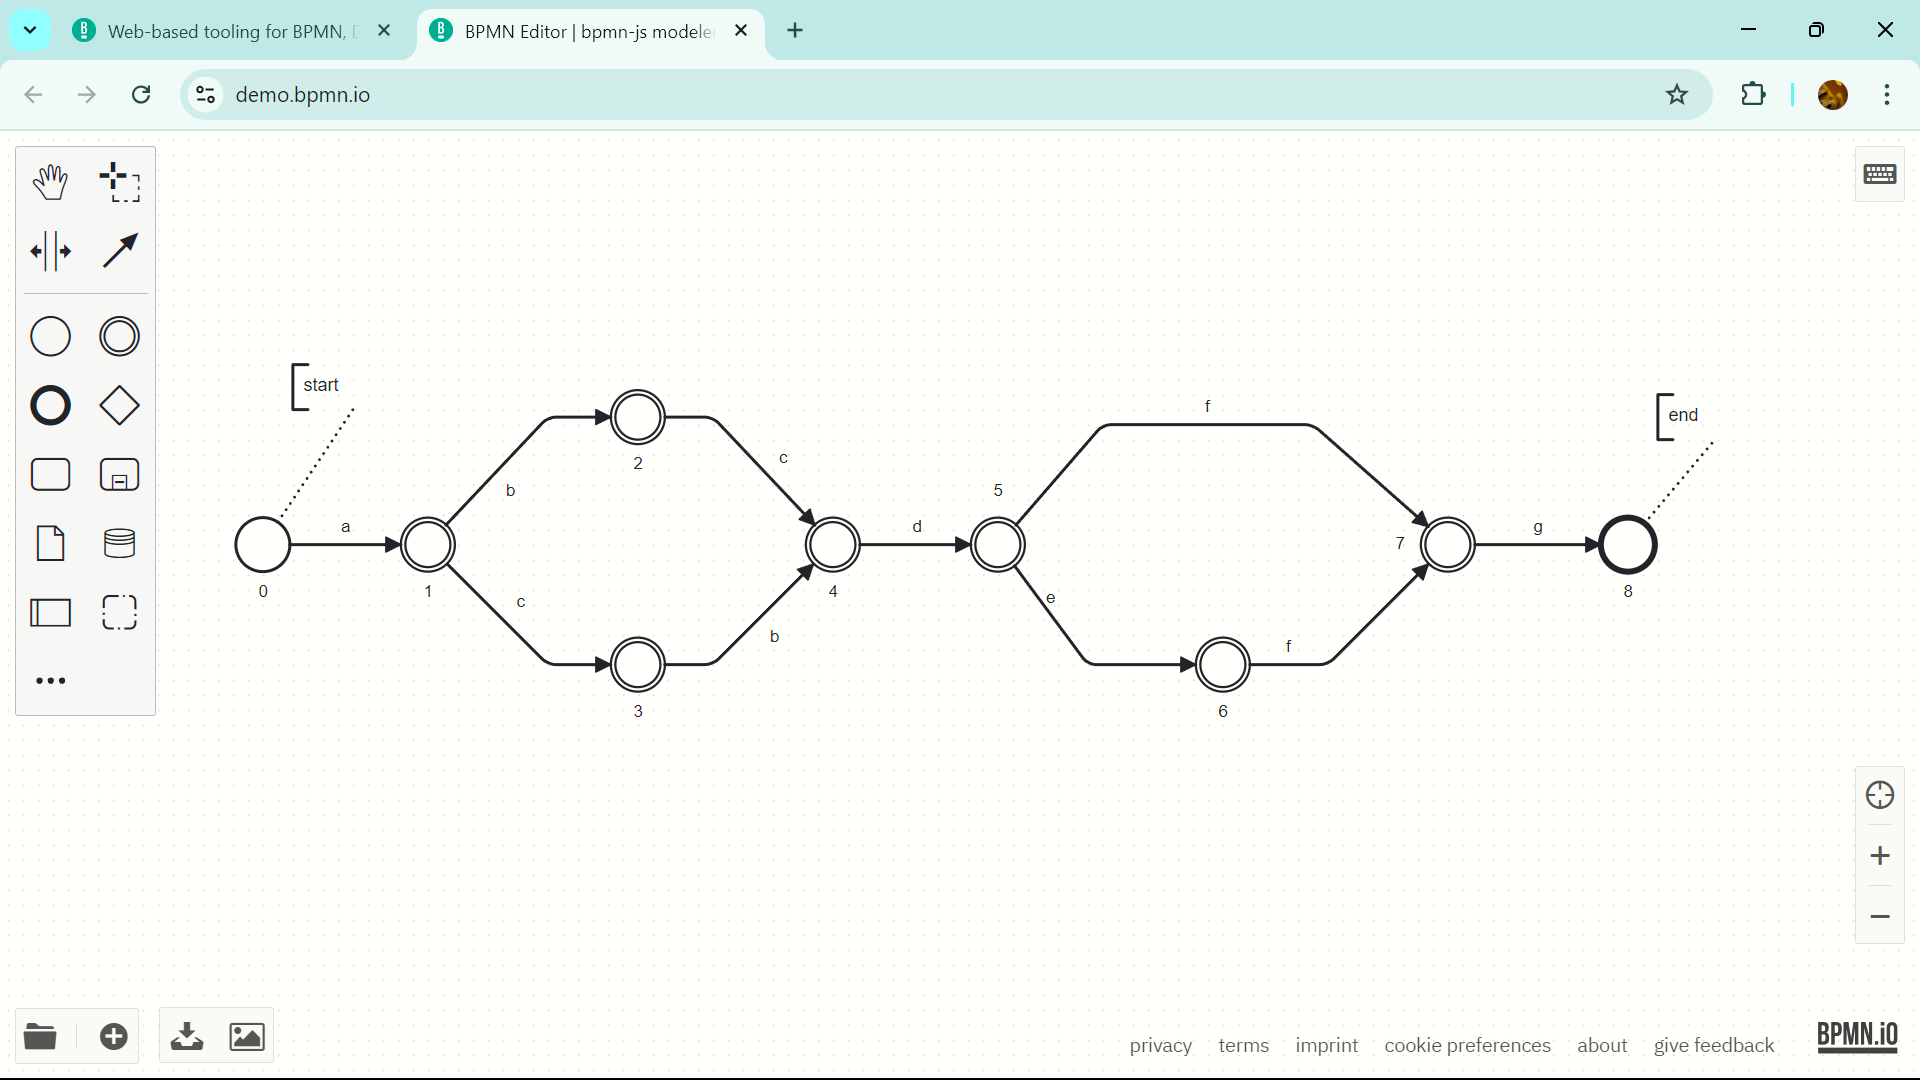 Web-based tooling for BPMN,
BPMN Editor | bpmn-js modele
demo.bpmn.io
start
end
f
2
c
b
5
a
d
7
g
0
1
4
8
c
e
b
f
3
6
privacy
terms
imprint
cookie preferences
about
give feedback
BPMN.iO